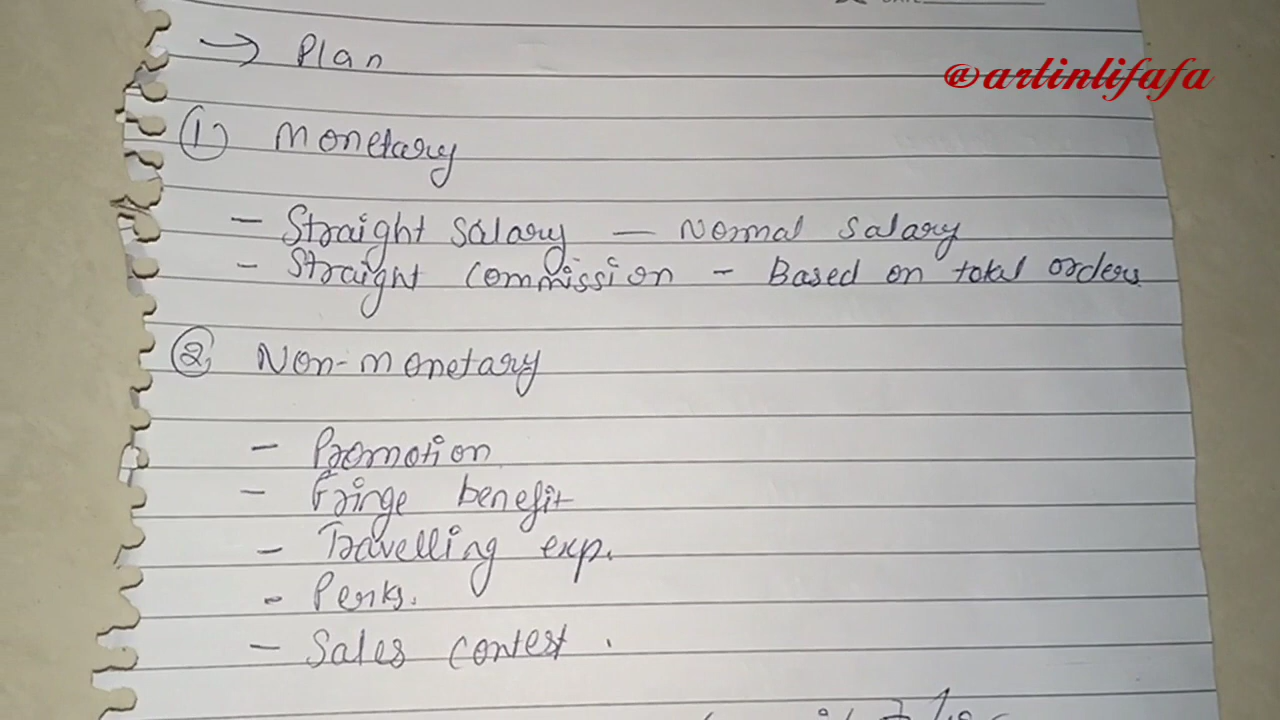 → Plan
@artinlifafa
① Monetary
- Straight Salary — Normal Salary
- Straight Commission - Based on total orders
② Non-monetary
- Promotion
- Fringe benefit
- Travelling exp.
- Perks.
- Sales contest .